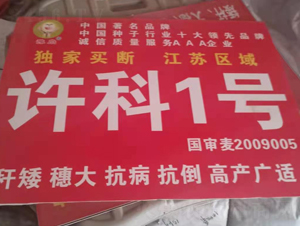 中国著名品牌
中国种子行业十大领先品牌
诚信质量服务AAA企业
独家买断 江苏区域
许科1号
国审麦2009005
秆矮 穗大 抗病 抗倒 高产广适